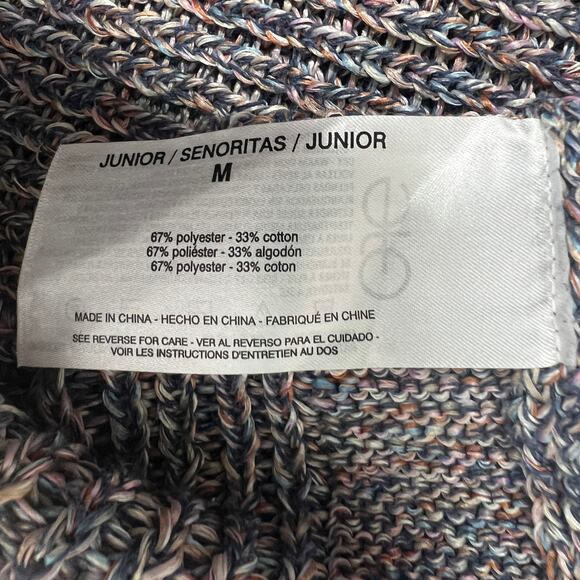 JUNIOR / SENORITAS / JUNIOR
M
67% polyester - 33% cotton
67% poliéster - 33% algodón
67% polyester - 33% coton
MADE IN CHINA - HECHO EN CHINA - FABRIQUÉ EN CHINE
SEE REVERSE FOR CARE - VER AL REVERSO PARA EL CUIDADO -
VOIR LES INSTRUCTIONS D'ENTRETIEN AU DOS